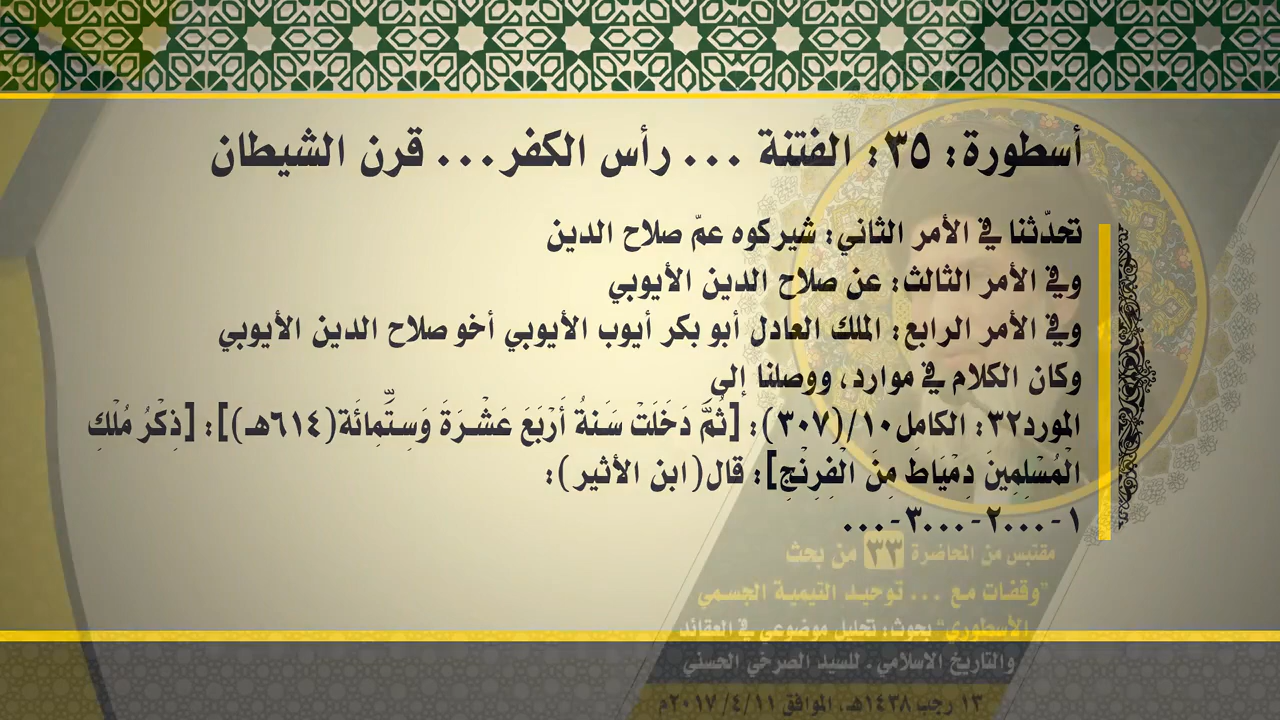 أسطورة: ٣٥: الفتنة ... رأس الكفر... قرن الشيطان
تحدّثنا في الأمر الثاني: شيركوه عمّ صلاح الدين
وفي الأمر الثالث: عن صلاح الدين الأيوبي
وفي الأمر الرابع: الملك العادل أبو بكر أيوب الأيوبي أخو صلاح الدين الأيوبي
وكان الكلام في موارد، ووصلنا إلى
المورد٣٢: الكامل١٠/(٣٠٧): [ثُمَّ دَخَلَتْ سَنةُ أَرْبَعَ عَشْرَةَ وَسِتِّمِائَة(٦١٤هـ)]: [ذِكْرُ مُلْكِ
الْمُسْلِمِينَ دِمْيَاطَ مِنَ الفِرِنْجِ]: قال(ابن الأثير):
١-...٢-...٣-...
مقتبس من المحاضرة ٣٣ من بحث
"وقفات مع ... توحيد التيمية الجسمي
الأسطوري" بحوث: تحليل موضوعي في العقائد
والتاريخ الاسلامي . للسيد الصرخي الحسني
١٣ رجب ١٤٣٨هـ، الموافق ٢٠١٧/٤/١١م